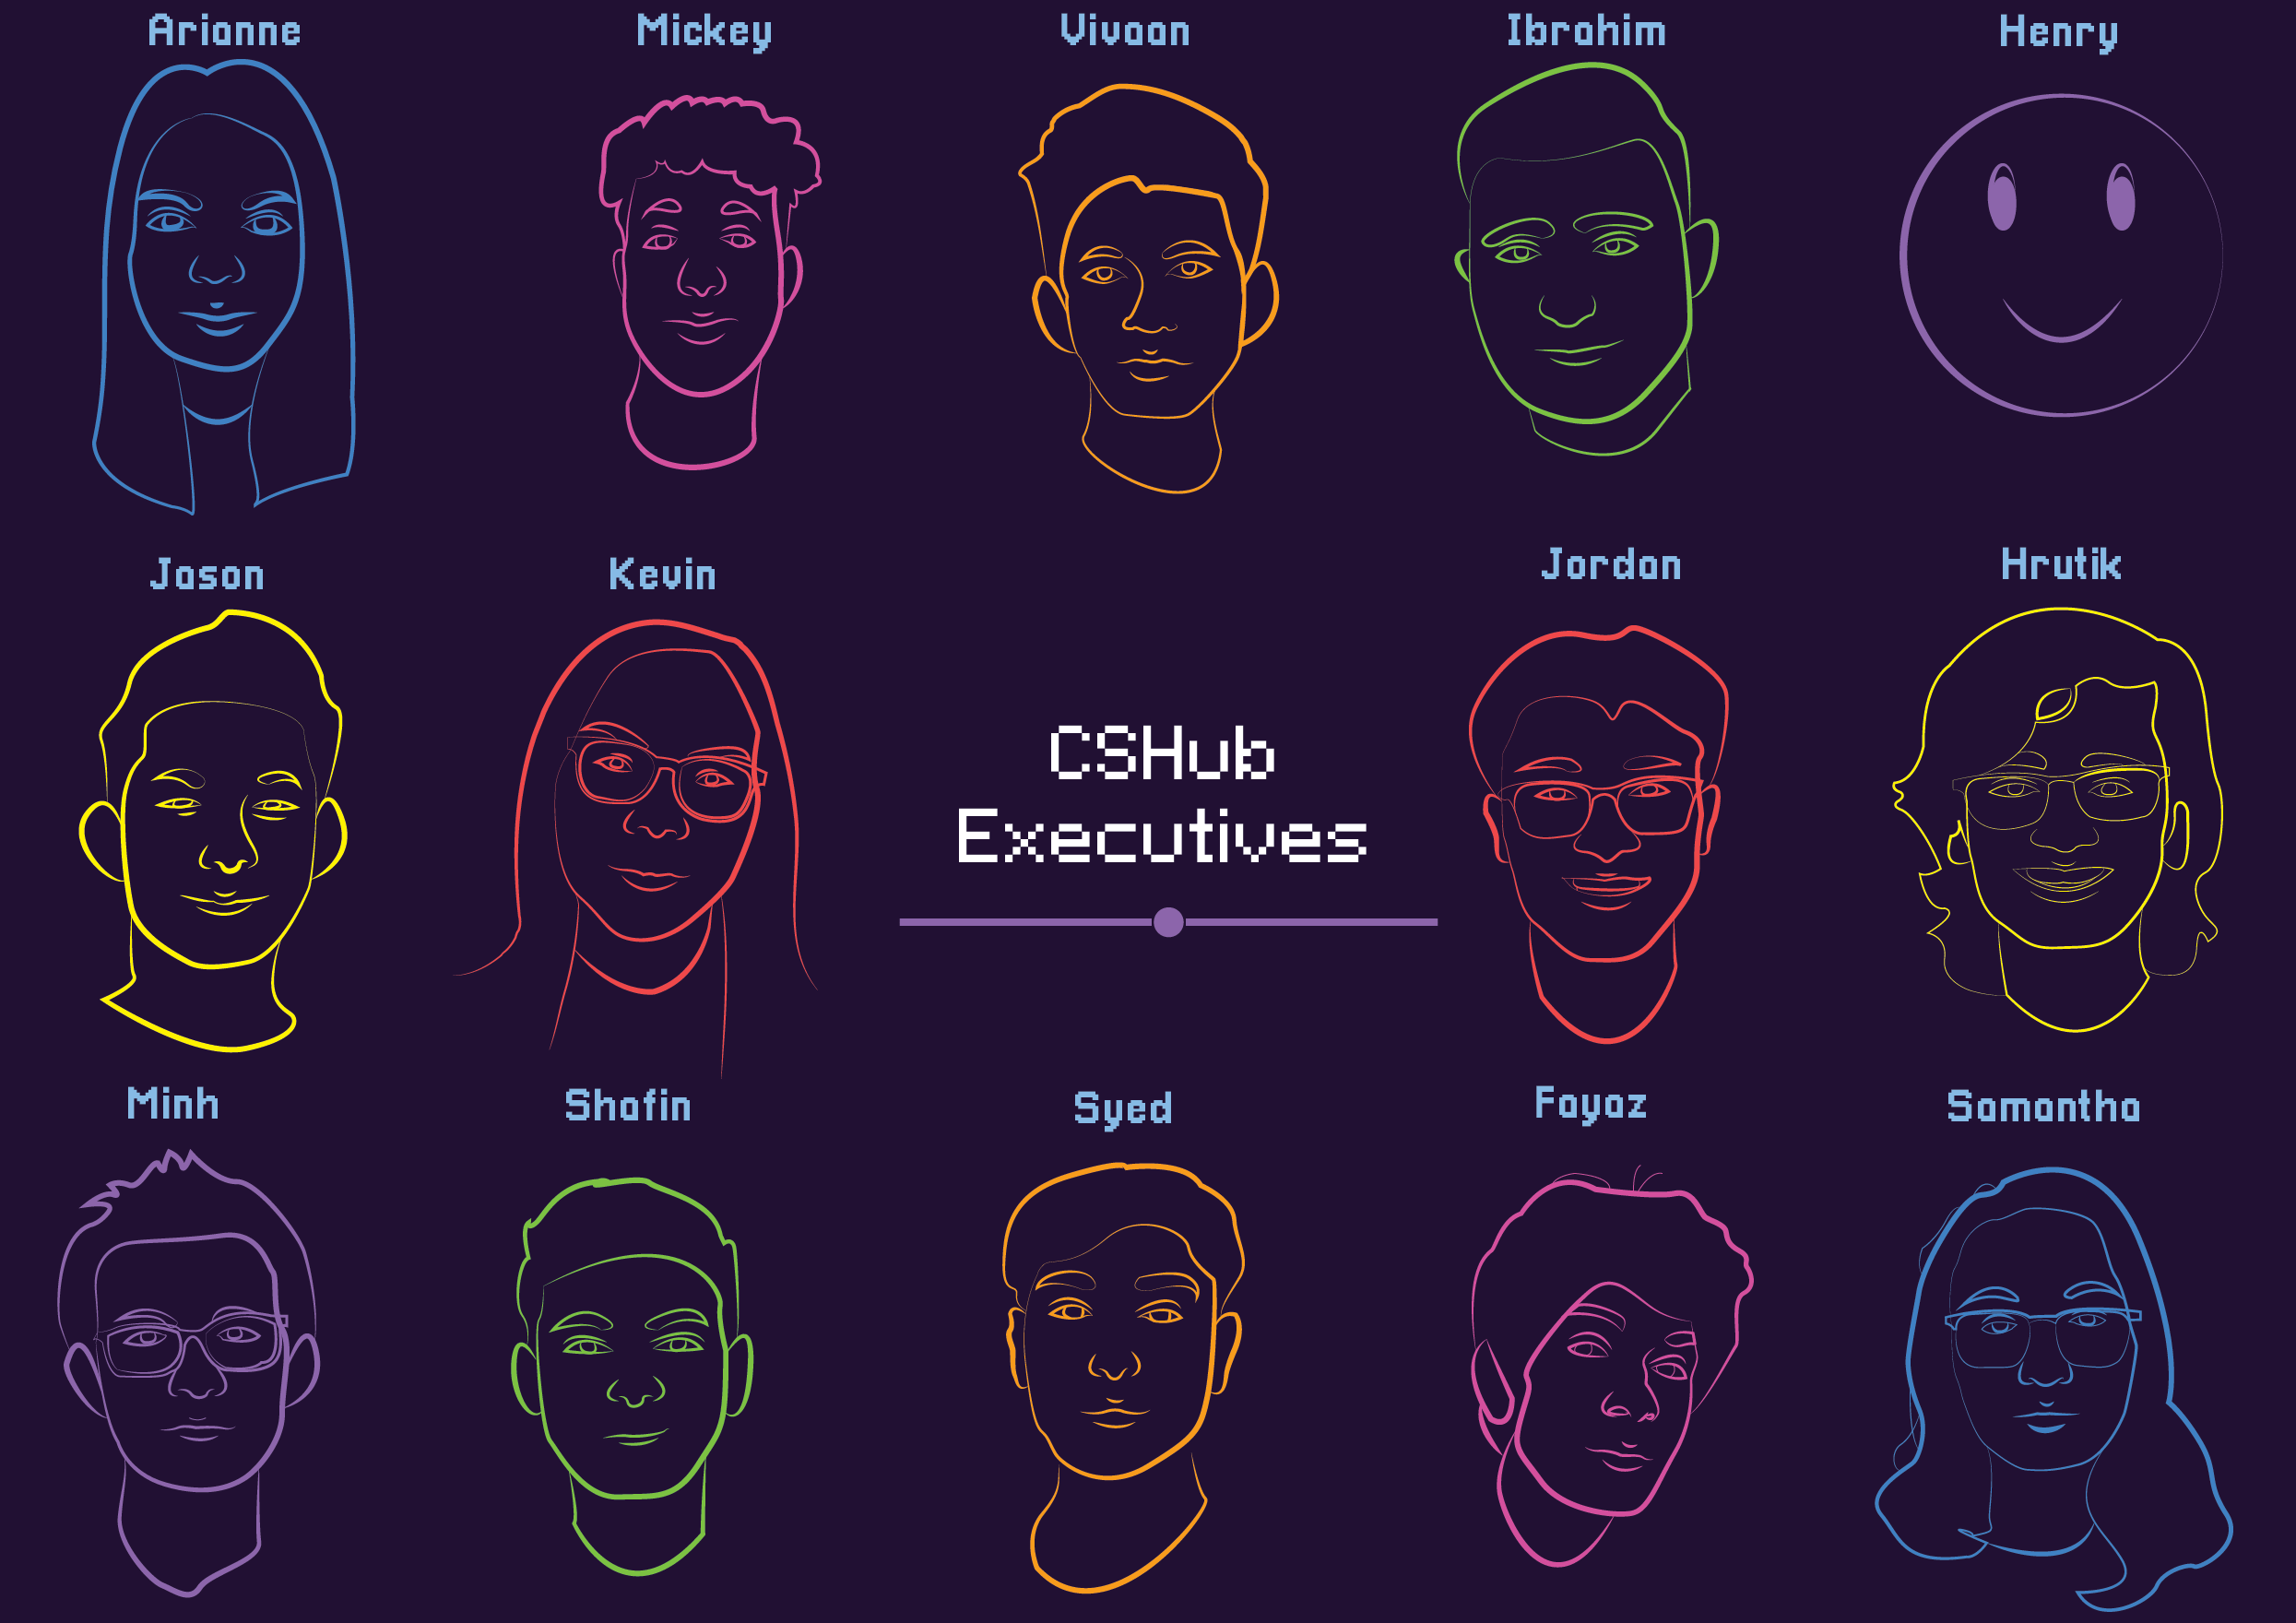 Arianne
Mickey
Vivaan
Ibrahim
Henry
Jason
Kevin
Jordan
Hrutik
CSHub
Executives
Minh
Shafin
Syed
Fayaz
Samantha